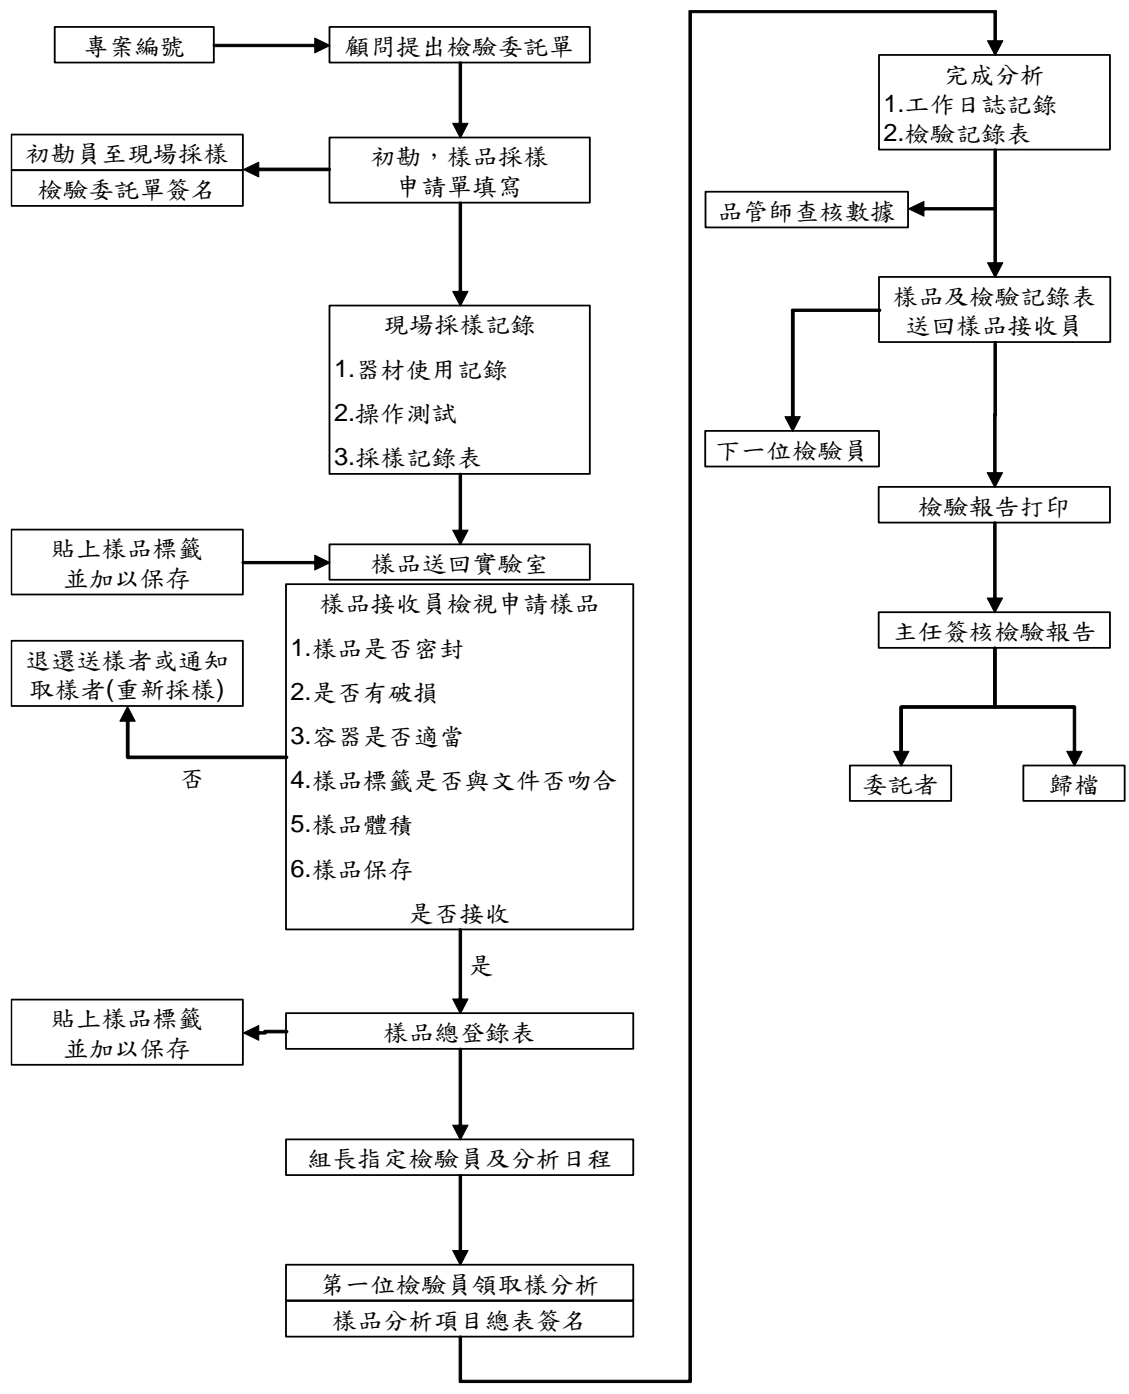 專案編號
顧問提出檢驗委託單
初勘員至現場採樣
檢驗委託單簽名
初勘，樣品採樣
申請單填寫
現場採樣記錄
1.器材使用記錄
2.操作測試
3.採樣記錄表
貼上樣品標籤
並加以保存
樣品送回實驗室
樣品接收員檢視申請樣品
1.樣品是否密封
2.是否有破損
3.容器是否適當
4.樣品標籤是否與文件否吻合
5.樣品體積
6.樣品保存
是否接收
退還送樣者或通知
取樣者(重新採樣)
否
是
貼上樣品標籤
並加以保存
樣品總登錄表
組長指定檢驗員及分析日程
第一位檢驗員領取樣分析
樣品分析項目總表簽名
完成分析
1.工作日誌記錄
2.檢驗記錄表
品管師查核數據
樣品及檢驗記錄表
送回樣品接收員
下一位檢驗員
檢驗報告打印
主任簽核檢驗報告
委託者
歸檔